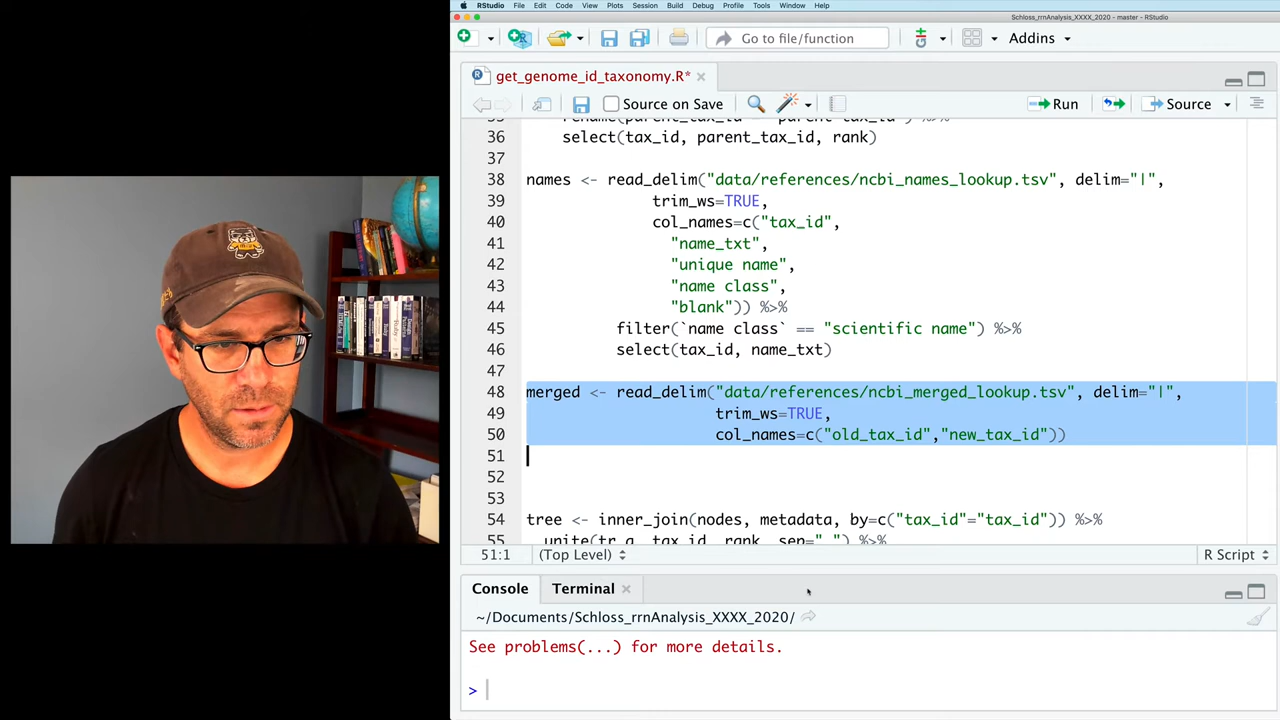 RStudio File Edit Code View Plots Session Build Debug Profile Tools Window Help
Schloss_rrnAnalysis_XXXX_2020 - master - RStudio
Go to file/function Addins
get_genome_id_taxonomy.R*
Source on Save Run Source
36 select(tax_id, parent_tax_id, rank)
37
38 names <- read_delim("data/references/ncbi_names_lookup.tsv", delim="|",
39 trim_ws=TRUE,
40 col_names=c("tax_id",
41 "name_txt",
42 "unique name",
43 "name class",
44 "blank")) %>%
45 filter(`name class` == "scientific name") %>%
46 select(tax_id, name_txt)
47
48 merged <- read_delim("data/references/ncbi_merged_lookup.tsv", delim="|",
49 trim_ws=TRUE,
50 col_names=c("old_tax_id","new_tax_id"))
51
52
53
54 tree <- inner_join(nodes, metadata, by=c("tax_id"="tax_id")) %>%
51:1 (Top Level) R Script
Console Terminal
~/Documents/Schloss_rrnAnalysis_XXXX_2020/
See problems(...) for more details.
>